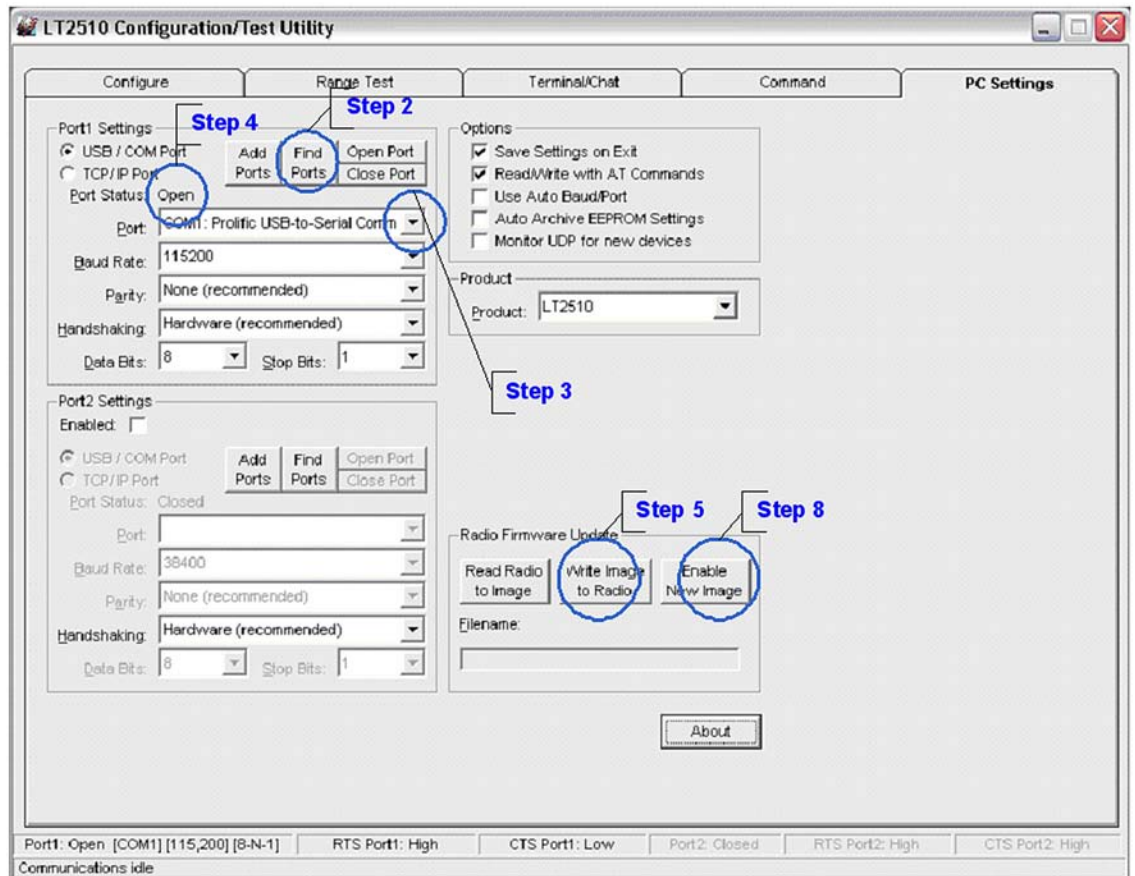 LT2510 Configuration/Test Utility
Configure
Range Test
Terminal/Chat
Command
PC Settings
Step 4
Step 2
Port1 Settings
USB / COM Port
TCP/IP Port
Add Ports
Find Ports
Open Port
Close Port
Port Status: Open
Port: COM1: Prolific USB-to-Serial Comm
Baud Rate: 115200
Parity: None (recommended)
Handshaking: Hardware (recommended)
Data Bits: 8 Stop Bits: 1
Options
Save Settings on Exit
Read/Write with AT Commands
Use Auto Baud/Port
Auto Archive EEPROM Settings
Monitor UDP for new devices
Product
Product: LT2510
Step 3
Port2 Settings
Enabled:
USB / COM Port
TCP/IP Port
Add Ports
Find Ports
Open Port
Close Port
Port Status: Closed
Port:
Baud Rate: 38400
Parity: None (recommended)
Handshaking: Hardware (recommended)
Data Bits: 8 Stop Bits: 1
Step 5
Step 8
Radio Firmware Update
Read Radio to Image
Write Image to Radio
Enable New Image
Filename:
About
Port1: Open [COM1] [115,200] [8-N-1]
RTS Port1: High
CTS Port1: Low
Port2: Closed
RTS Port2: High
CTS Port2: High
Communications idle